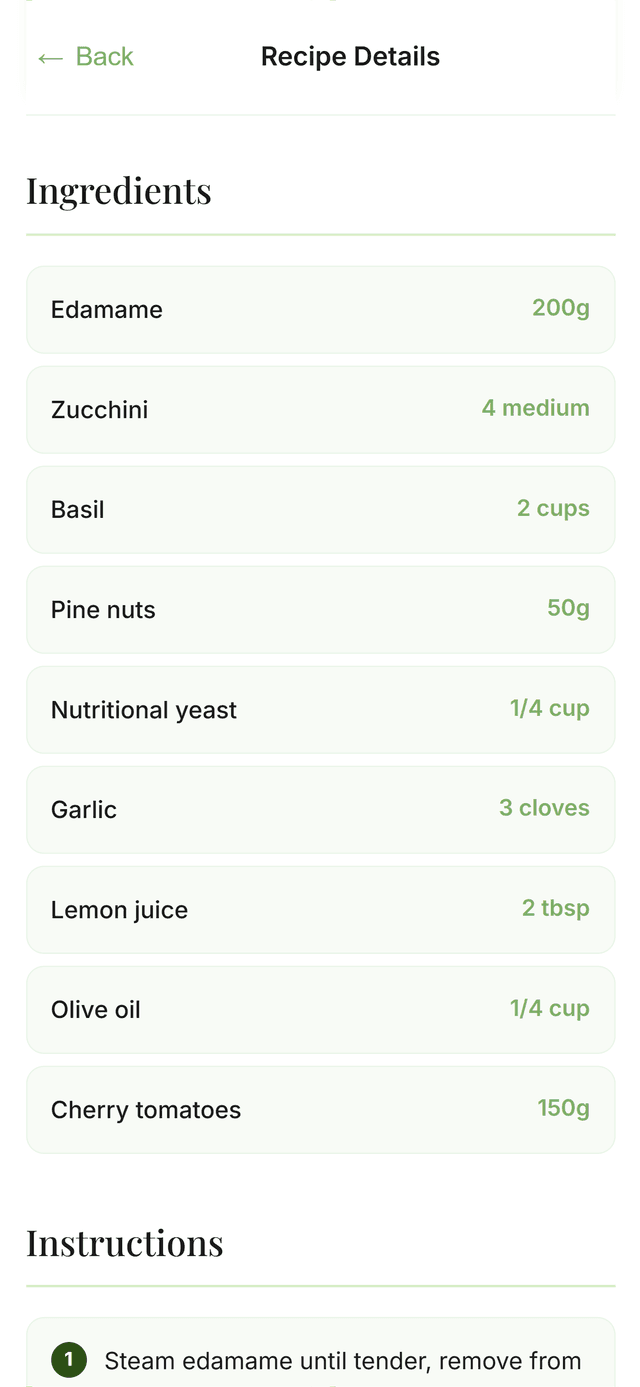 ← Back
Recipe Details
Ingredients
Edamame 200g
Zucchini 4 medium
Basil 2 cups
Pine nuts 50g
Nutritional yeast 1/4 cup
Garlic 3 cloves
Lemon juice 2 tbsp
Olive oil 1/4 cup
Cherry tomatoes 150g
Instructions
1 Steam edamame until tender, remove from